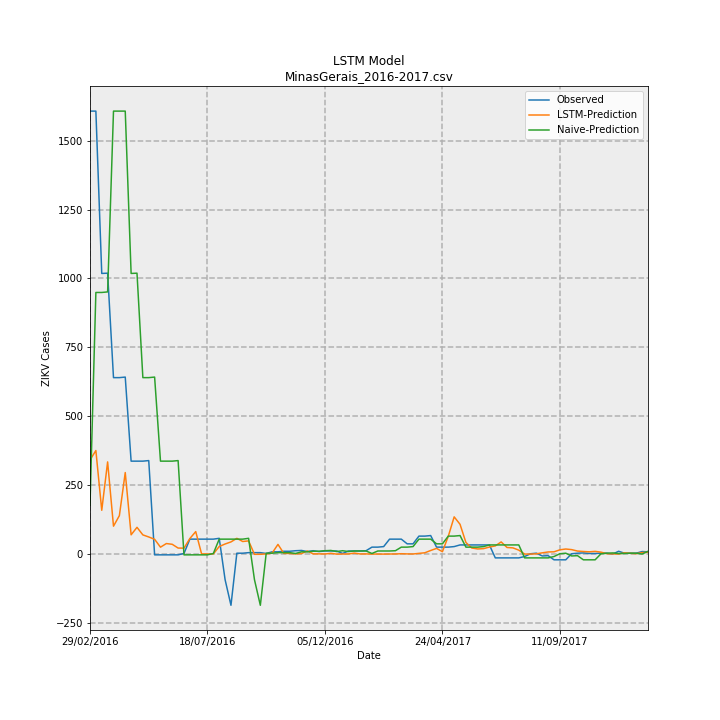 LSTM Model
MinasGerais_2016-2017.csv
Observed
LSTM-Prediction
Naive-Prediction
1500
1250
1000
750
500
250
0
−250
ZIKV Cases
29/02/2016
18/07/2016
05/12/2016
24/04/2017
11/09/2017
Date